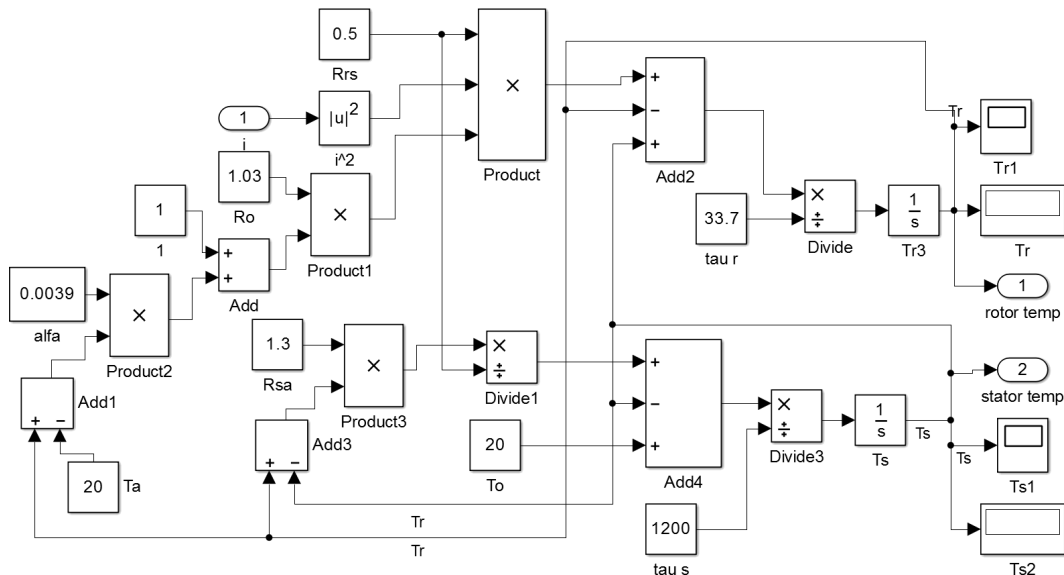 0.5
Rrs
1
i
|u|²
i^2
1.03
Ro
×
Product
×
Product1
1
1
+
+
Add
0.0039
alfa
×
Product2
+ −
Add1
20
Ta
+
−
+
Add2
33.7
tau r
×
÷
Divide
1
s
Tr3
Tr
Tr1
Tr
1
rotor temp
1.3
Rsa
×
Product3
+ −
Add3
×
÷
Divide1
20
To
+
−
+
Add4
1200
tau s
×
÷
Divide3
1
s
Ts
Ts
Ts
2
stator temp
Ts1
Ts2
Tr
Tr